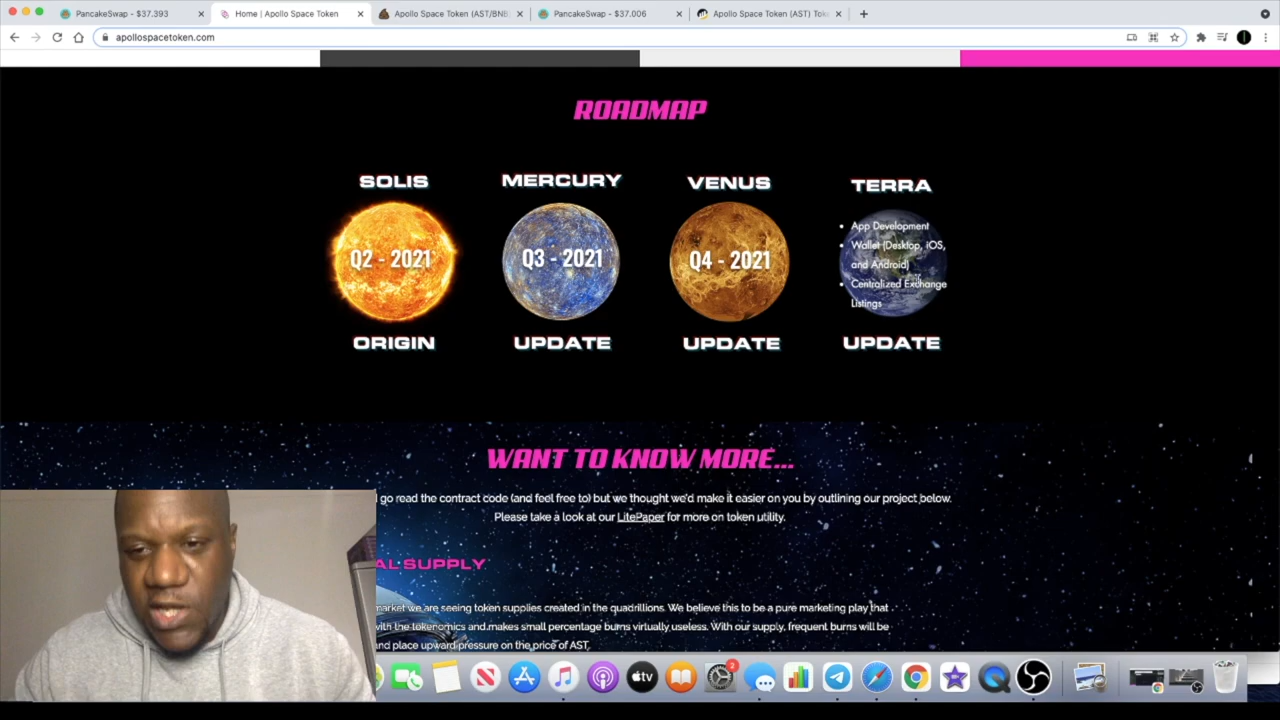 PancakeSwap - $37.393
Home | Apollo Space Token
Apollo Space Token (AST/BNB
PancakeSwap - $37.006
Apollo Space Token (AST) Tok
apollospacetoken.com
ROADMAP
SOLIS
MERCURY
VENUS
TERRA
Q2 - 2021
Q3 - 2021
Q4 - 2021
• App Development
• Wallet (Desktop, iOS,
and Android)
• Centralized Exchange
Listings
ORIGIN
UPDATE
UPDATE
UPDATE
WANT TO KNOW MORE...
go read the contract code (and feel free to) but we thought we'd make it easier on you by outlining our project below.
Please take a look at our LitePaper for more on token utility.
AL SUPPLY
market we are seeing token supplies created in the quadrillions. We believe this to be a pure marketing play that
with the tokenomics and makes small percentage burns virtually useless. With our supply, frequent burns will be
and place upward pressure on the price of AST.
tv
2